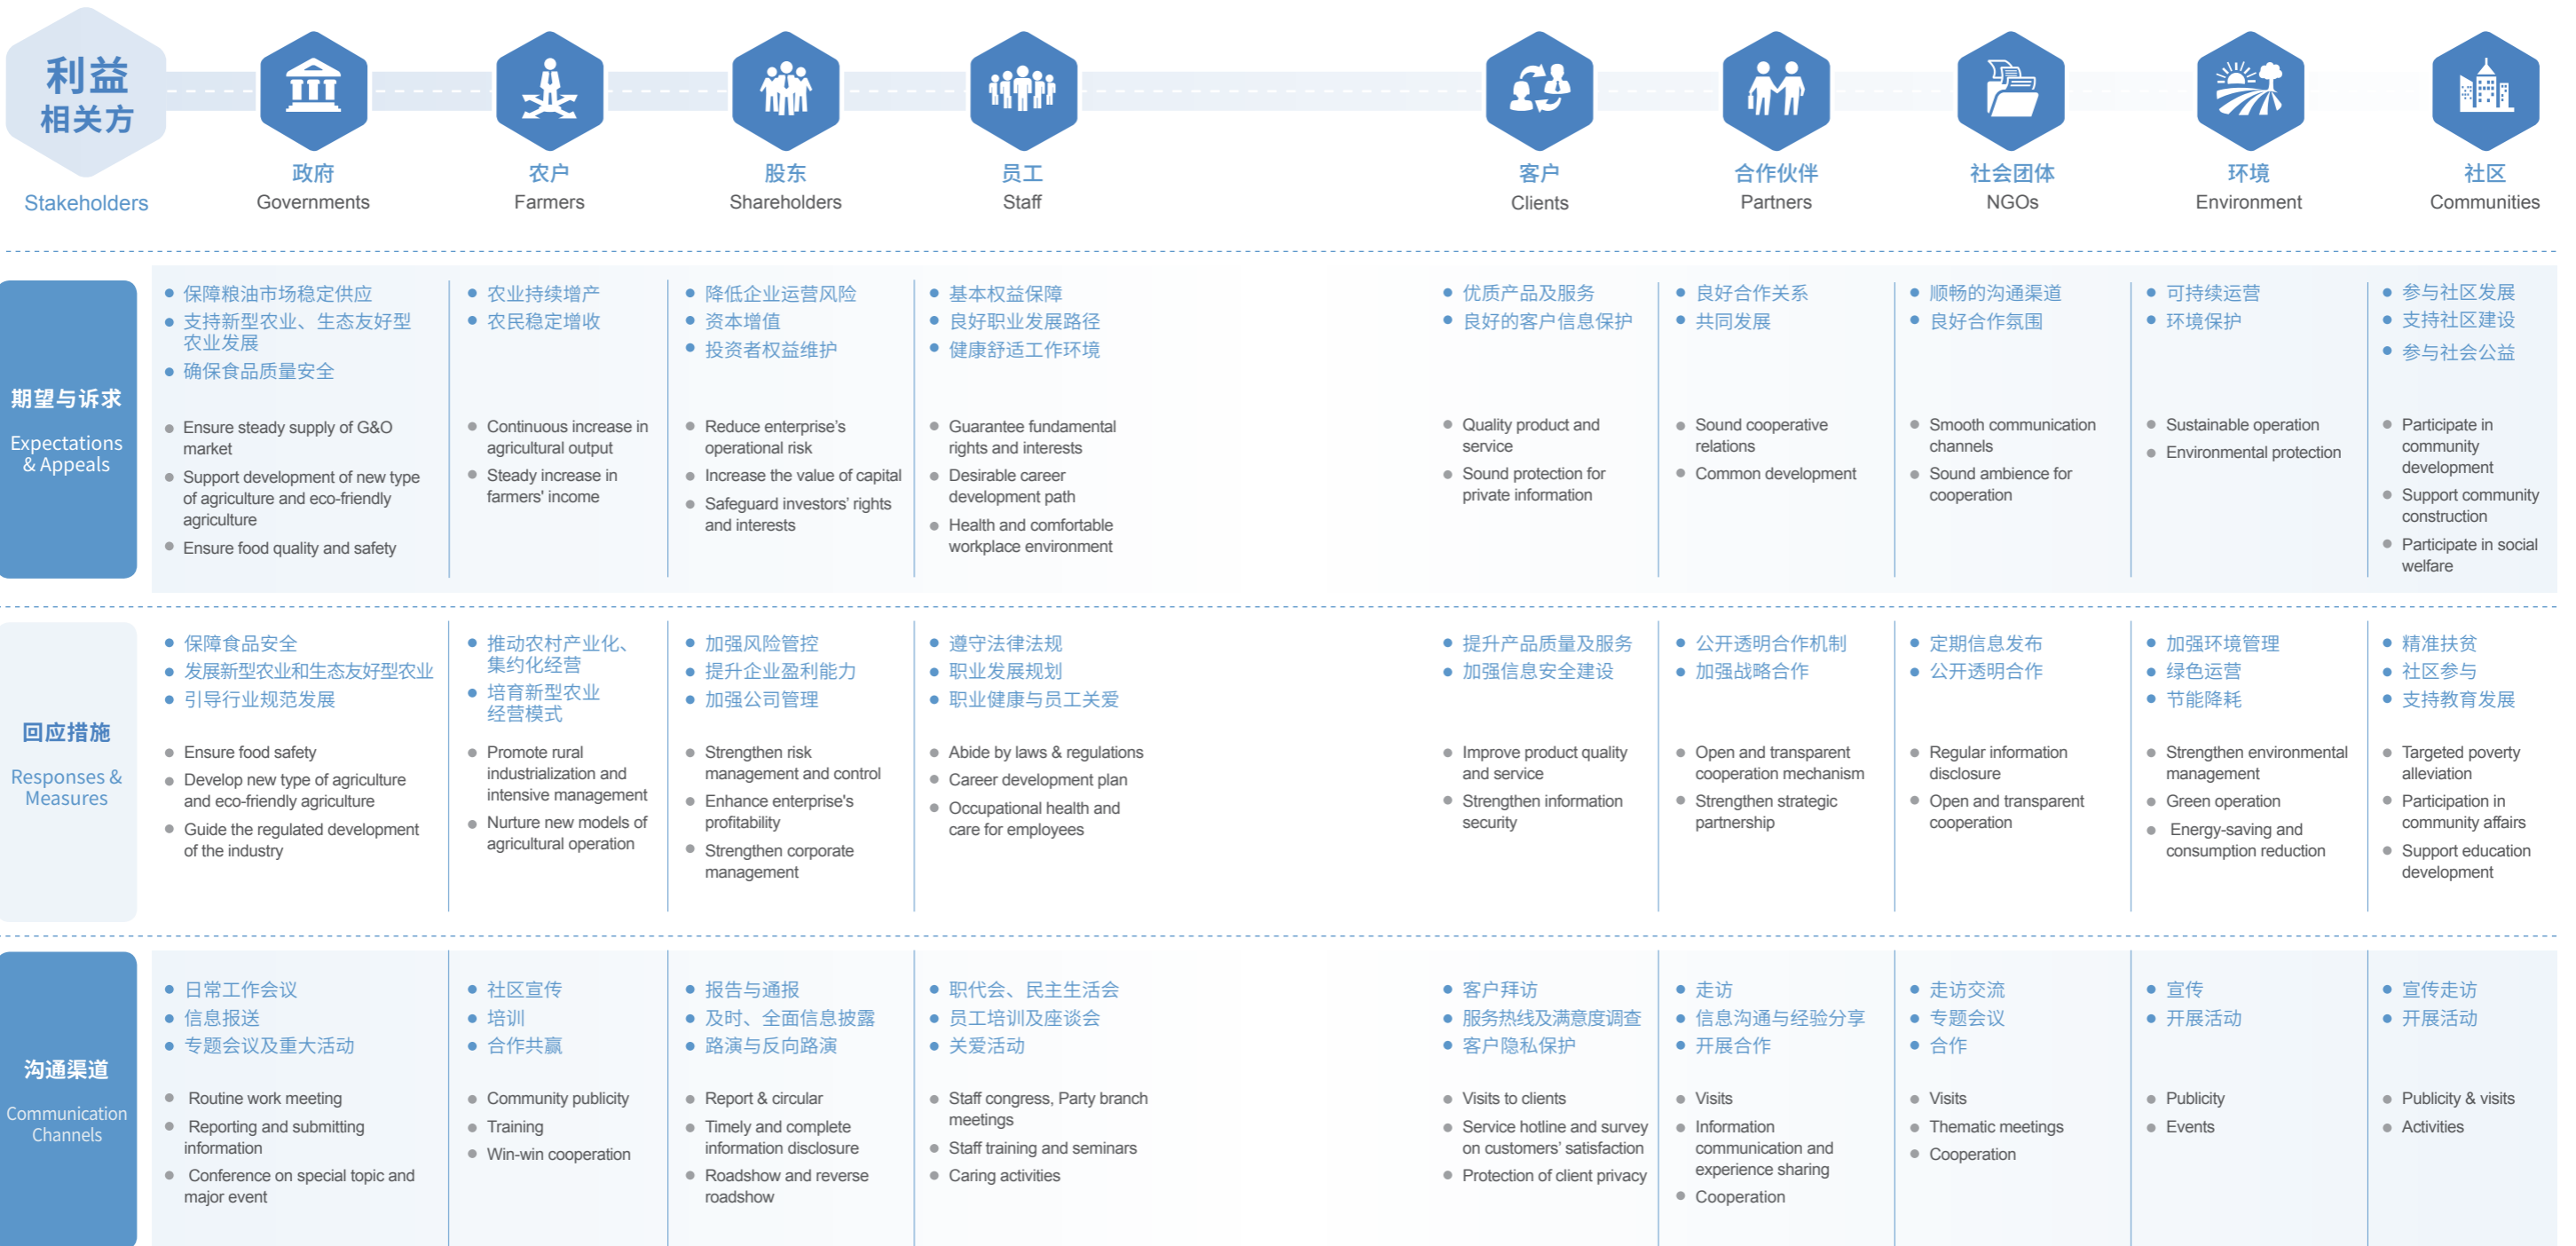 利益
相关方
Stakeholders
政府
Governments
农户
Farmers
股东
Shareholders
员工
Staff
客户
Clients
合作伙伴
Partners
社会团体
NGOs
环境
Environment
社区
Communities
期望与诉求
Expectations
& Appeals
保障粮油市场稳定供应
支持新型农业、生态友好型
农业发展
确保食品质量安全
Ensure steady supply of G&O
market
Support development of new type
of agriculture and eco-friendly
agriculture
Ensure food quality and safety
农业持续增产
农民稳定增收
Continuous increase in
agricultural output
Steady increase in
farmers' income
降低企业运营风险
资本增值
投资者权益维护
Reduce enterprise's
operational risk
Increase the value of capital
Safeguard investors' rights
and interests
基本权益保障
良好职业发展路径
健康舒适工作环境
Guarantee fundamental
rights and interests
Desirable career
development path
Health and comfortable
workplace environment
优质产品及服务
良好的客户信息保护
Quality product and
service
Sound protection for
private information
良好合作关系
共同发展
Sound cooperative
relations
Common development
顺畅的沟通渠道
良好合作氛围
Smooth communication
channels
Sound ambience for
cooperation
可持续运营
环境保护
Sustainable operation
Environmental protection
参与社区发展
支持社区建设
参与社会公益
Participate in
community
development
Support community
construction
Participate in social
welfare
回应措施
Responses &
Measures
保障食品安全
发展新型农业和生态友好型农业
引导行业规范发展
Ensure food safety
Develop new type of agriculture
and eco-friendly agriculture
Guide the regulated development
of the industry
推动农村产业化、
集约化经营
培育新型农业
经营模式
Promote rural
industrialization and
intensive management
Nurture new models of
agricultural operation
加强风险管控
提升企业盈利能力
加强公司管理
Strengthen risk
management and control
Enhance enterprise's
profitability
Strengthen corporate
management
遵守法律法规
职业发展规划
职业健康与员工关爱
Abide by laws & regulations
Career development plan
Occupational health and
care for employees
提升产品质量及服务
加强信息安全建设
Improve product quality
and service
Strengthen information
security
公开透明合作机制
加强战略合作
Open and transparent
cooperation mechanism
Strengthen strategic
partnership
定期信息发布
公开透明合作
Regular information
disclosure
Open and transparent
cooperation
加强环境管理
绿色运营
节能降耗
Strengthen environmental
management
Green operation
Energy-saving and
consumption reduction
精准扶贫
社区参与
支持教育发展
Targeted poverty
alleviation
Participation in
community affairs
Support education
development
沟通渠道
Communication
Channels
日常工作会议
信息报送
专题会议及重大活动
Routine work meeting
Reporting and submitting
information
Conference on special topic and
major event
社区宣传
培训
合作共赢
Community publicity
Training
Win-win cooperation
报告与通报
及时、全面信息披露
路演与反向路演
Report & circular
Timely and complete
information disclosure
Roadshow and reverse
roadshow
职代会、民主生活会
员工培训及座谈会
关爱活动
Staff congress, Party branch
meetings
Staff training and seminars
Caring activities
客户拜访
服务热线及满意度调查
客户隐私保护
Visits to clients
Service hotline and survey
on customers' satisfaction
Protection of client privacy
走访
信息沟通与经验分享
开展合作
Visits
Information
communication and
experience sharing
Cooperation
走访交流
专题会议
合作
Visits
Thematic meetings
Cooperation
宣传
开展活动
Publicity
Events
宣传走访
开展活动
Publicity & visits
Activities